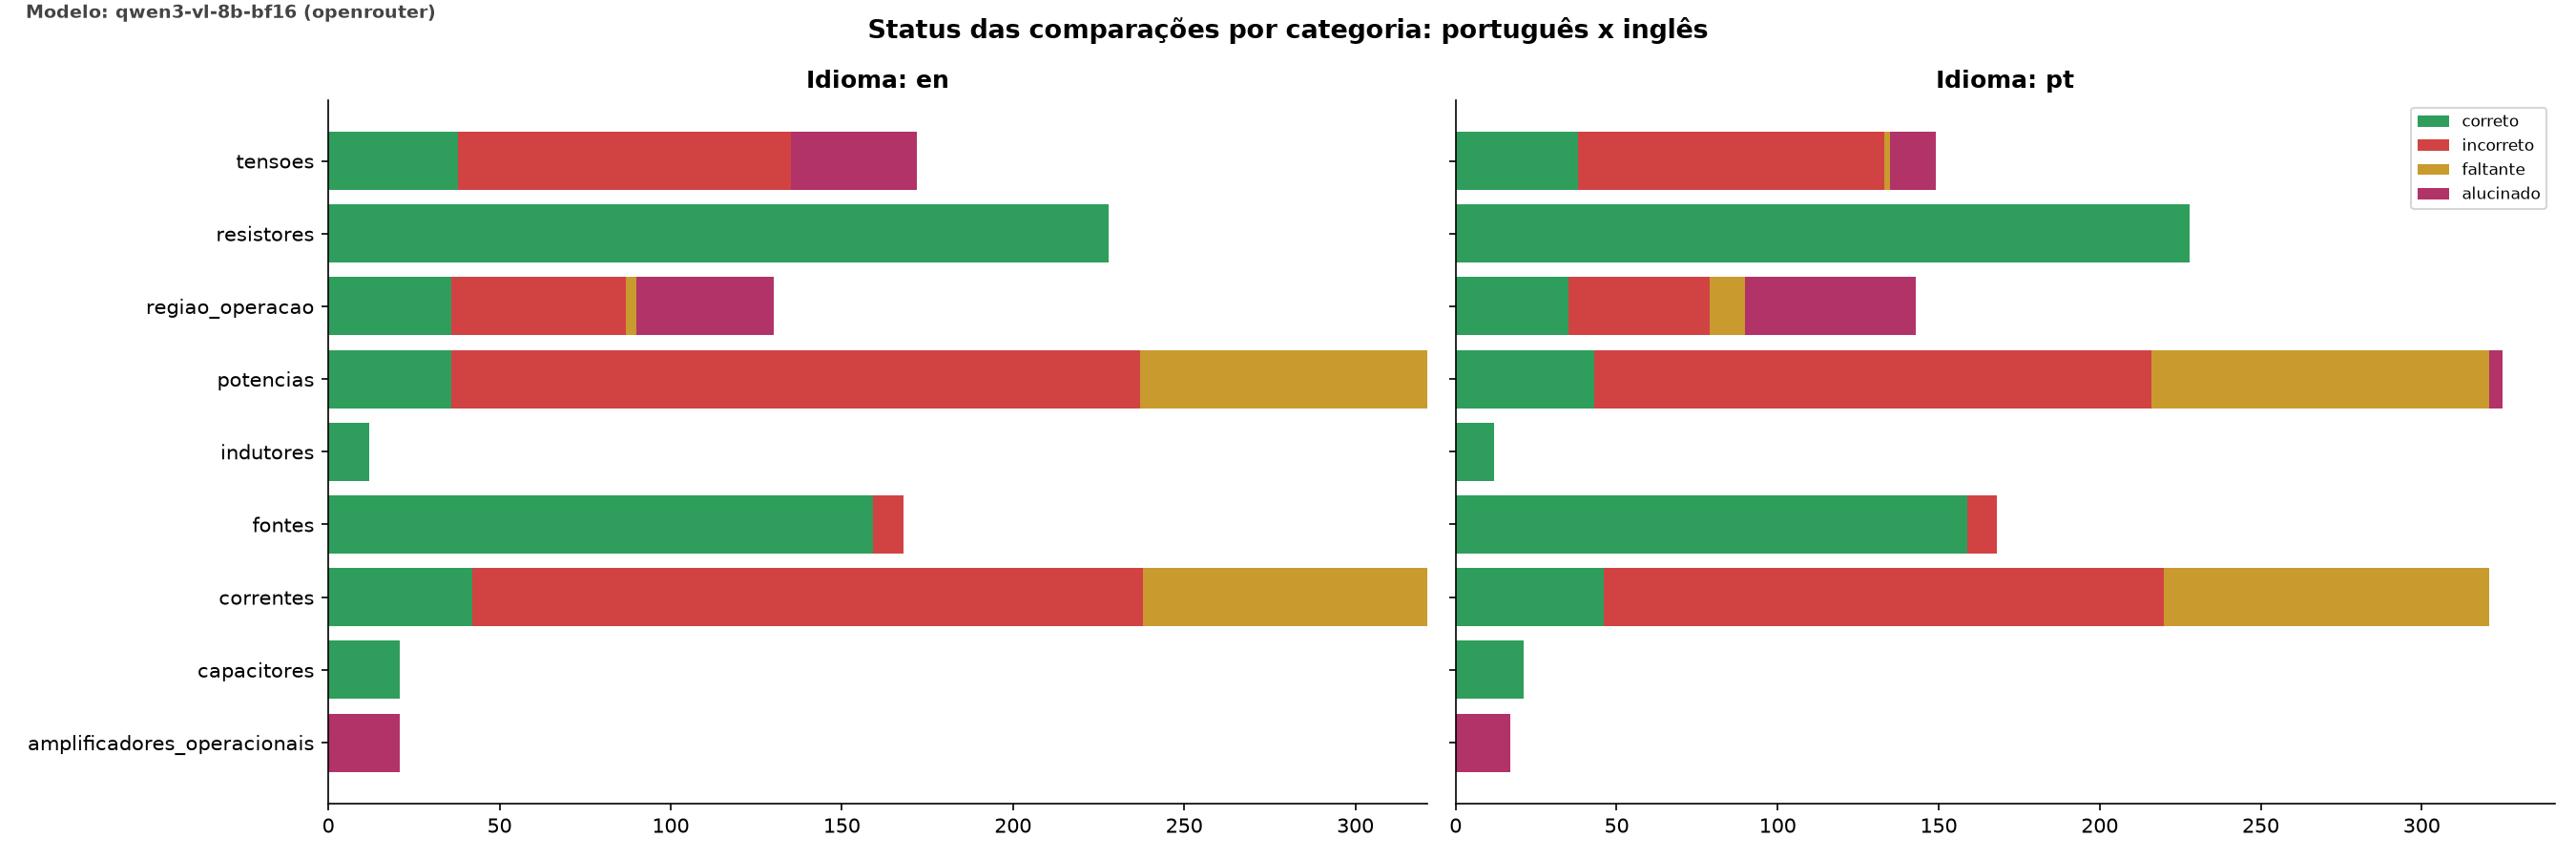 Modelo: qwen3-vl-8b-bf16 (openrouter)
Status das comparações por categoria: português x inglês
Idioma: en
tensoes
resistores
regiao_operacao
potencias
indutores
fontes
correntes
capacitores
amplificadores_operacionais
0 50 100 150 200 250 300
Idioma: pt
correto
incorreto
faltante
alucinado
0 50 100 150 200 250 300